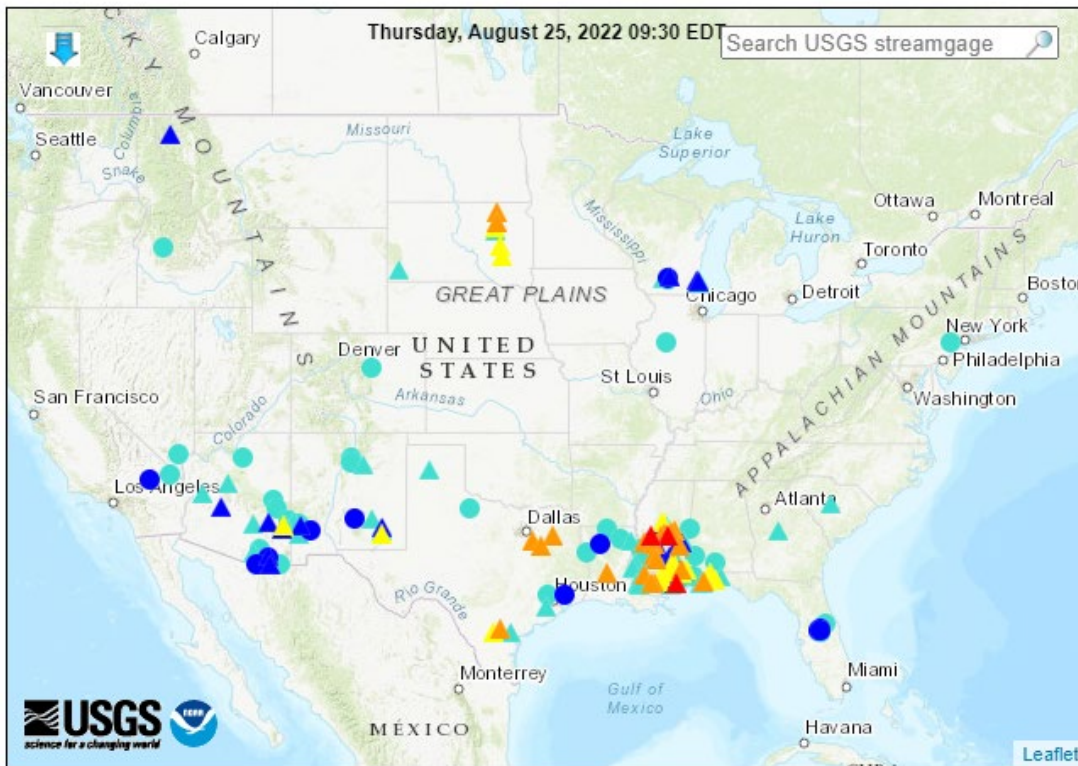 Thursday, August 25, 2022 09:30 EDT
Search USGS streamgage
Calgary
Vancouver
Seattle
Columbia
Snake
ROCKY MOUNTAINS
Missouri
Lake
Superior
Ottawa
Montreal
Mississippi
Lake
Huron
Toronto
GREAT PLAINS
Chicago
Detroit
Boston
APPALACHIAN MOUNTAINS
New York
Philadelphia
Denver
UNITED
STATES
St Louis
Ohio
Washington
San Francisco
Colorado
Arkansas
Los Angeles
Atlanta
Dallas
Houston
Rio Grande
Monterrey
Gulf of
Mexico
Miami
MÉXICO
Havana
USGS
science for a changing world
Leaflet